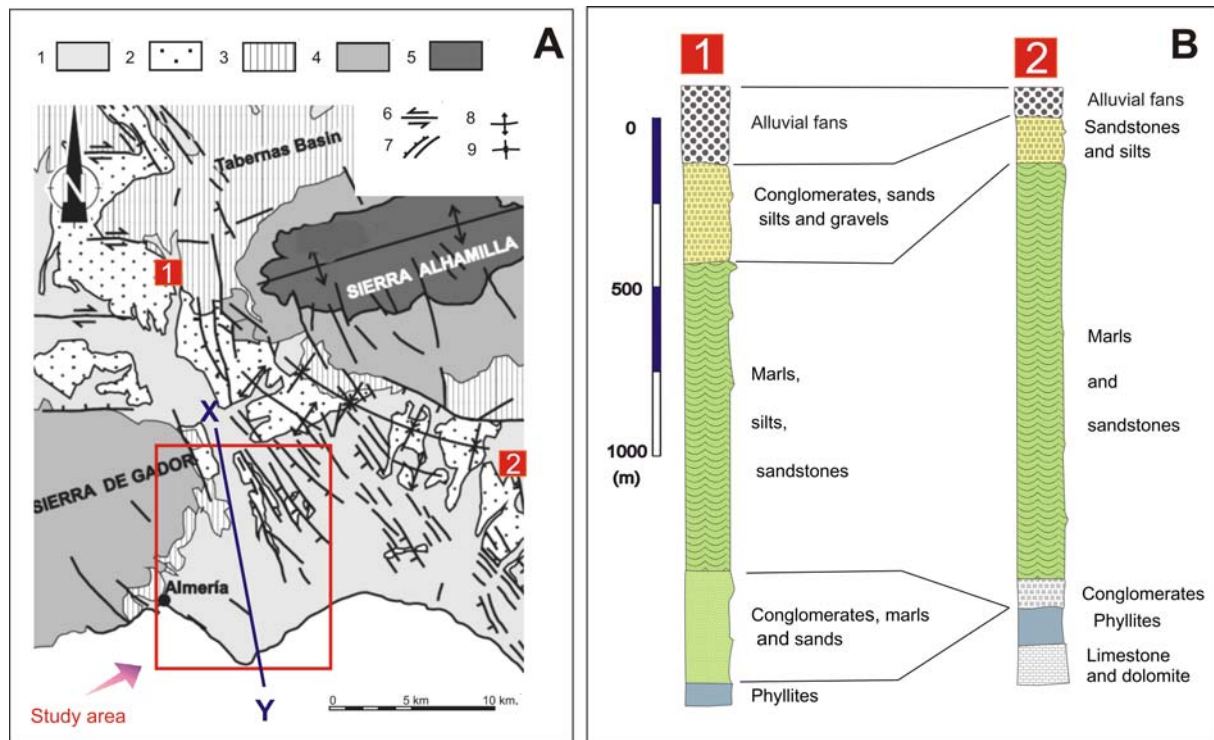 1
2
3
4
5
A
6
7
8
9
Tabernas Basin
N
1
SIERRA ALHAMILLA
X
2
SIERRA DE GADOR
Almería
Study area
Y
0
5 km
10 km.
1
2
B
0
500
1000
(m)
Alluvial fans
Conglomerates, sands
silts and gravels
Marls,
silts,
sandstones
Conglomerates, marls
and sands
Phyllites
Alluvial fans
Sandstones
and silts
Marls
and
sandstones
Conglomerates
Phyllites
Limestone
and dolomite